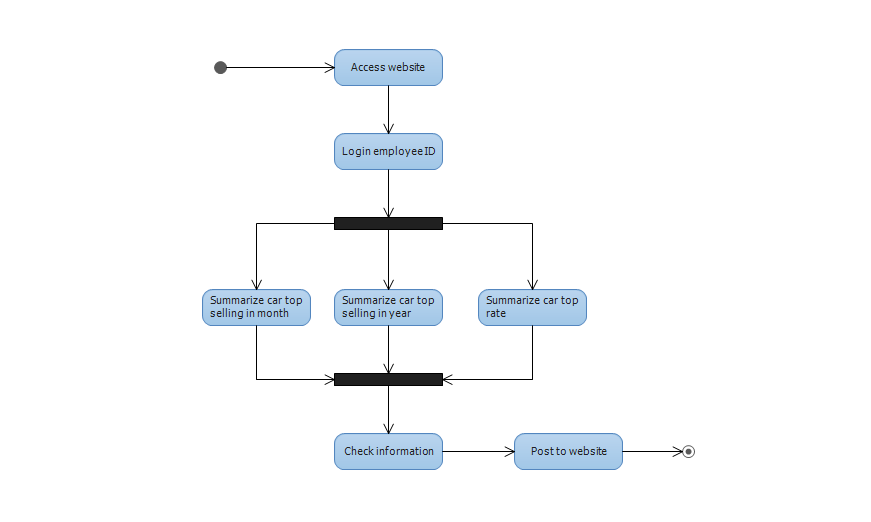 Access website
Login employee ID
Summarize car top
selling in month
Summarize car top
selling in year
Summarize car top
rate
Check information
Post to website